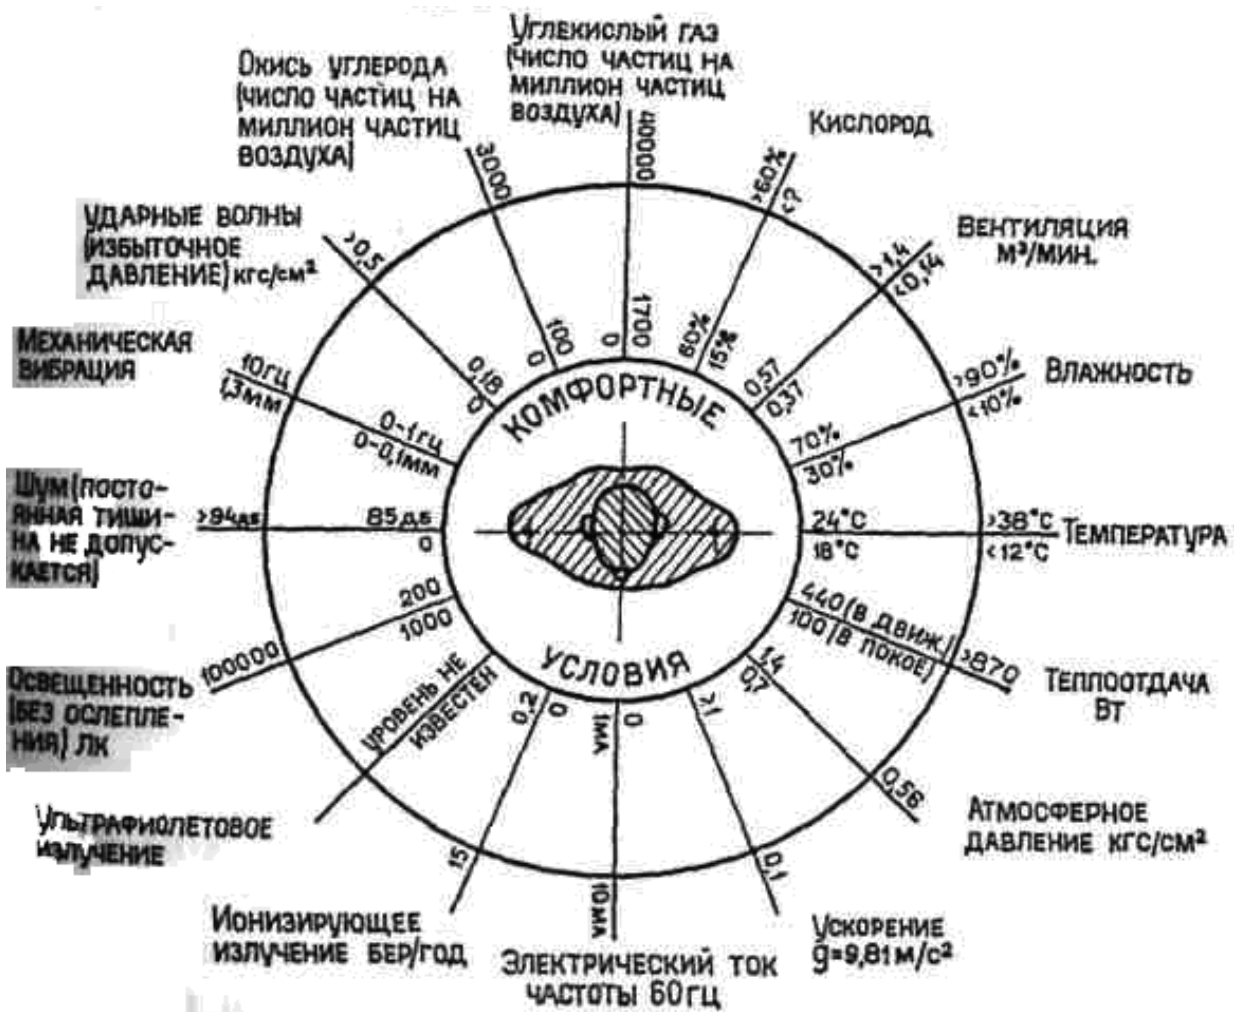 Углекислый газ
(число частиц на
миллион частиц
воздуха)
40000
0
1700
Кислород
>60%
<?
60%
15%
Вентиляция
м³/мин.
>1,4
<0,14
0,57
0,37
Влажность
>90%
<10%
70%
30%
Температура
>38°С
<12°С
24°С
18°С
Теплоотдача
Вт
>870
440(в движ.)
100(в покое)
Атмосферное
давление кгс/см²
0,56
1,4
0,7
Ускорение
g=9,81м/с²
0,1
>1
Электрический ток
частоты 60гц
10мА
1мА
0
Ионизирующее
излучение бер/год
15
0,2
0
Ультрафиолетовое
излучение
Уровень не
известен
Освещенность
(без ослепле-
ния) лк
100000
200
1000
Шум(посто-
янная тиши-
на не допус-
кается)
>94дб
85дб
0
Механическая
вибрация
10гц
1,3мм
0-1гц
0-0,1мм
Ударные волны
(избыточное
давление) кгс/см²
>0,5
0,18
0
Окись углерода
(число частиц на
миллион частиц
воздуха)
3000
0
100
Комфортные
условия